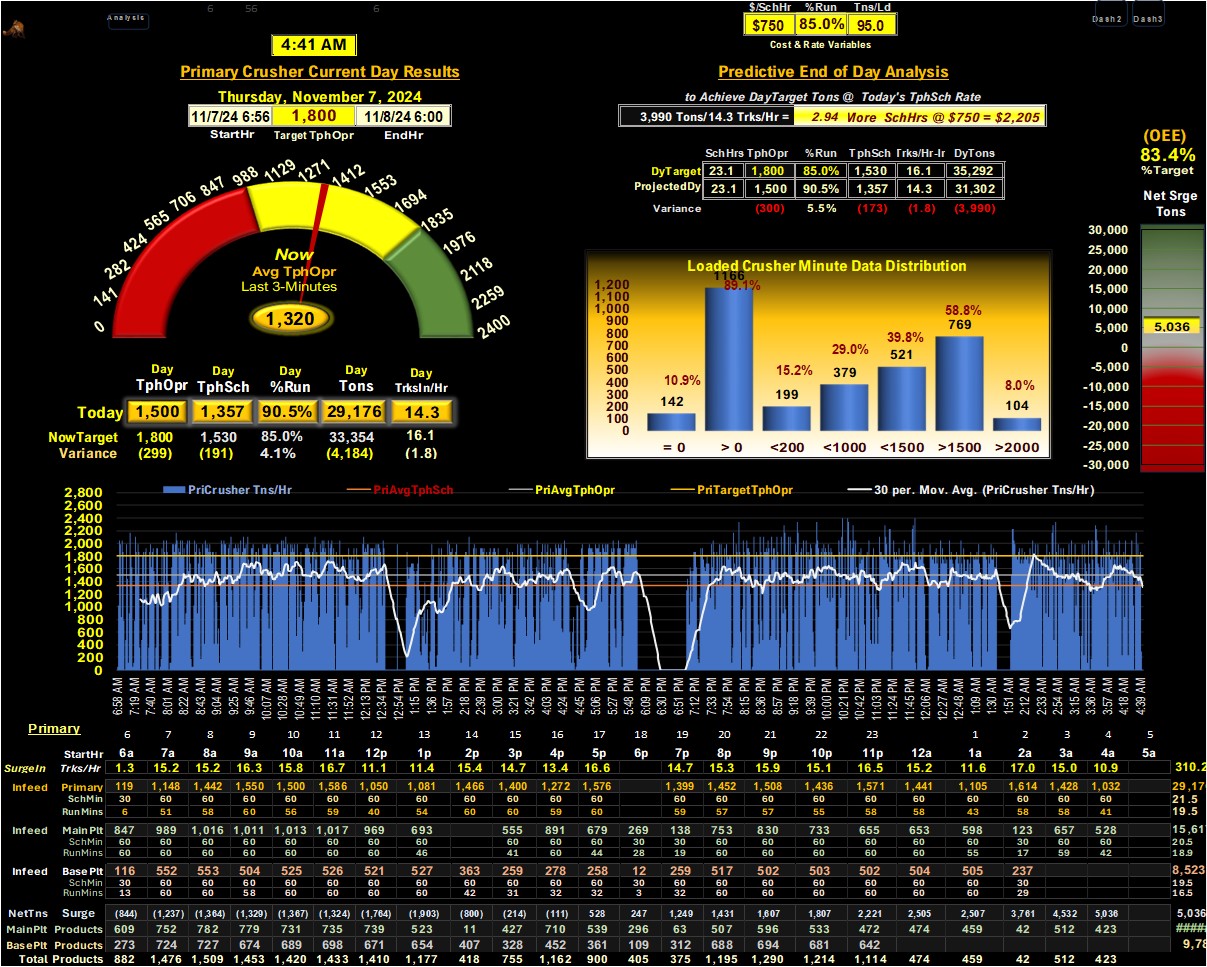 6 56 6
Analysis
$/SchHr %Run Tns/Ld
$750 85.0% 95.0
Cost & Rate Variables
Dash2 Dash3
4:41 AM
Primary Crusher Current Day Results
Predictive End of Day Analysis
Thursday, November 7, 2024
to Achieve DayTarget Tons @ Today's TphSch Rate
11/7/24 6:56 1,800 11/8/24 6:00
StartHr Target TphOpr EndHr
3,990 Tons/14.3 Trks/Hr = 2.94 More SchHrs @ $750 = $2,205
(OEE)
83.4%
%Target
SchHrs TphOpr %Run TphSch Trks/Hr-Ir DyTons
DyTarget 23.1 1,800 85.0% 1,530 16.1 35,292
ProjectedDy 23.1 1,500 90.5% 1,357 14.3 31,302
Variance (300) 5.5% (173) (1.8) (3,990)
Net Srge
Tons
30,000
25,000
20,000
15,000
10,000
5,000
5,036
0
-5,000
-10,000
-15,000
-20,000
-25,000
-30,000
0 141 282 424 565 706 847 988 1129 1271 1412 1553 1694 1835 1976 2118 2259 2400
Now
Avg TphOpr
Last 3-Minutes
1,320
Loaded Crusher Minute Data Distribution
1,200
1,100
1,000
900
800
700
600
500
400
300
200
100
0
10.9% 89.1% 15.2% 29.0% 39.8% 58.8% 8.0%
142 1166 199 379 521 769 104
= 0 > 0 <200 <1000 <1500 >1500 >2000
Day Day Day Day Day
TphOpr TphSch %Run Tons TrksIn/Hr
Today 1,500 1,357 90.5% 29,176 14.3
NowTarget 1,800 1,530 85.0% 33,354 16.1
Variance (299) (191) 4.1% (4,184) (1.8)
PriCrusher Tns/Hr PriAvgTphSch PriAvgTphOpr PriTargetTphOpr 30 per. Mov. Avg. (PriCrusher Tns/Hr)
2,800
2,600
2,400
2,200
2,000
1,800
1,600
1,400
1,200
1,000
800
600
400
200
0
6:58 AM 7:19 AM 7:40 AM 8:01 AM 8:22 AM 8:43 AM 9:04 AM 9:25 AM 9:46 AM 10:07 AM 10:28 AM 10:49 AM 11:10 AM 11:31 AM 11:52 AM 12:13 PM 12:34 PM 12:54 PM 1:15 PM 1:36 PM 1:57 PM 2:18 PM 2:39 PM 3:00 PM 3:21 PM 3:42 PM 4:03 PM 4:24 PM 4:45 PM 5:06 PM 5:27 PM 5:48 PM 6:09 PM 6:30 PM 6:51 PM 7:12 PM 7:33 PM 7:54 PM 8:15 PM 8:36 PM 8:57 PM 9:18 PM 9:39 PM 10:00 PM 10:21 PM 10:42 PM 11:03 PM 11:24 PM 11:45 PM 12:06 AM 12:27 AM 12:48 AM 1:09 AM 1:30 AM 1:51 AM 2:12 AM 2:33 AM 2:54 AM 3:15 AM 3:36 AM 3:57 AM 4:18 AM 4:39 AM
Primary
6 7 8 9 10 11 12 13 14 15 16 17 18 19 20 21 22 23 1 2 3 4 5
StartHr 6a 7a 8a 9a 10a 11a 12p 1p 2p 3p 4p 5p 6p 7p 8p 9p 10p 11p 12a 1a 2a 3a 4a 5a
SurgeIn Trks/Hr 1.3 15.2 15.2 16.3 15.8 16.7 11.1 11.4 15.4 14.7 13.4 16.6 14.7 15.3 15.9 15.1 16.5 15.2 11.6 17.0 15.0 10.9 310.2
Infeed Primary 119 1,148 1,442 1,550 1,500 1,586 1,050 1,081 1,466 1,400 1,272 1,576 1,399 1,452 1,508 1,436 1,571 1,441 1,105 1,614 1,428 1,032 29,17
SchMin 30 60 60 60 60 60 60 60 60 60 60 60 60 60 60 60 60 60 60 60 60 60 21.5
RunMins 6 51 58 60 56 59 40 54 60 60 59 60 59 57 57 55 58 58 43 58 58 41 19.5
Infeed MainPlt 847 989 1,016 1,011 1,013 1,017 969 693 555 891 679 269 138 753 830 733 655 653 598 123 657 528 15,61
SchMin 60 60 60 60 60 60 60 60 60 60 60 30 30 60 60 60 60 60 60 30 60 60 20.5
RunMins 60 60 60 60 60 60 60 46 41 60 44 28 19 60 60 60 60 60 55 17 59 42 18.9
Infeed BasePlt 116 552 553 504 525 526 521 527 363 259 278 258 12 259 517 502 503 502 504 505 237 8,523
SchMin 30 60 60 60 60 60 60 60 60 60 60 60 30 60 60 60 60 60 60 60 30 19.5
RunMins 13 60 60 58 60 60 60 60 42 31 32 32 3 32 60 60 60 60 60 60 29 16.5
NetTns Surge (844) (1,237) (1,364) (1,329) (1,367) (1,324) (1,764) (1,903) (800) (214) (111) 528 247 1,249 1,431 1,607 1,807 2,221 2,505 2,507 3,761 4,532 5,036 5,036
MainPlt Products 609 752 782 779 731 735 739 523 11 427 710 539 296 63 507 596 533 472 474 459 42 512 423 #####
BasePlt Products 273 724 727 674 689 698 671 654 407 328 452 361 109 312 688 694 681 642 9,78
Total Products 882 1,476 1,509 1,453 1,420 1,433 1,410 1,177 418 755 1,162 900 405 375 1,195 1,290 1,214 1,114 474 459 42 512 423